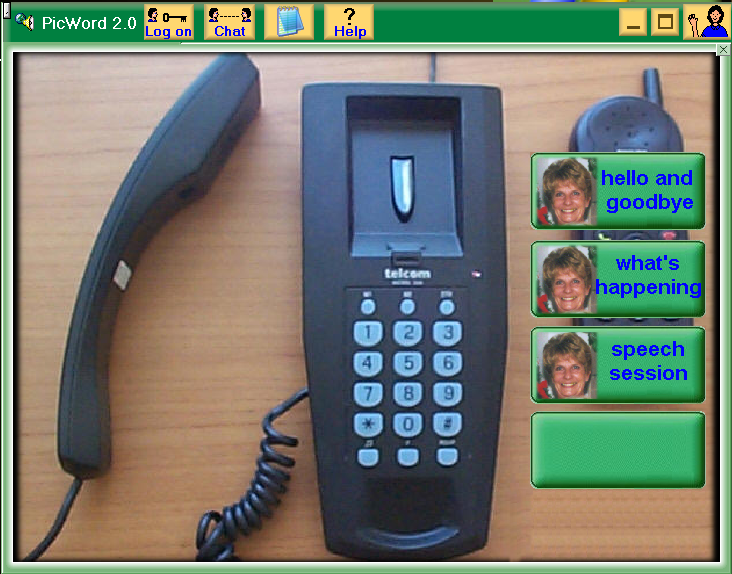 PicWord 2.0
Log on
Chat
?
Help
hello and
goodbye
what's
happening
speech
session
telcom
1 2 3
4 5 6
7 8 9
* 0 #